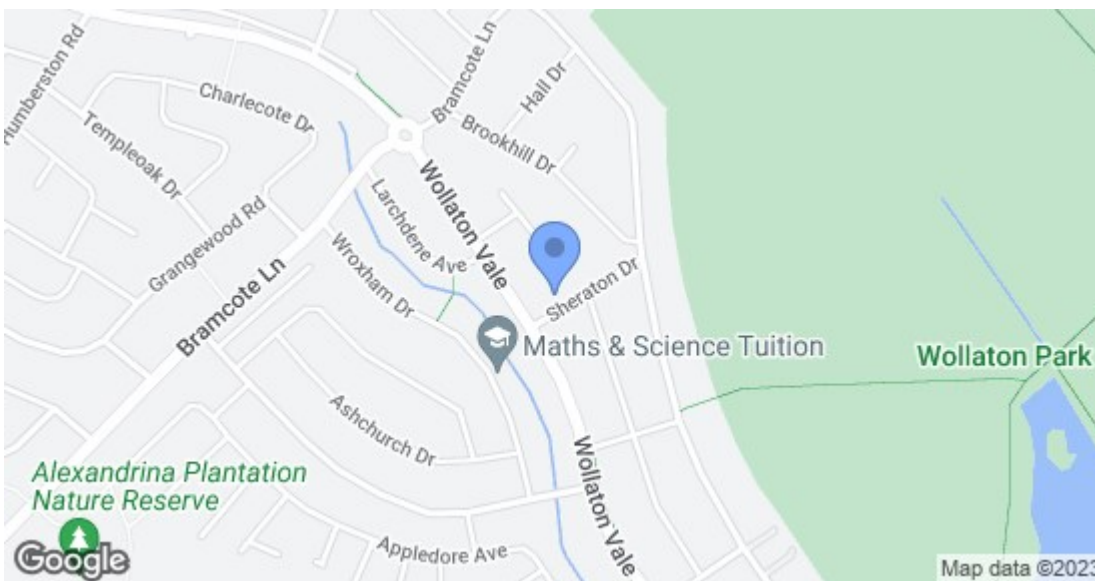 Humberston Rd
Charlecote Dr
Bramcote Ln
Hall Dr
Templeoak Dr
Brookhill Dr
Wollaton Vale
Larchdene Ave
Grangewood Rd
Wroxham Dr
Bramcote Ln
Sheraton Dr
Maths & Science Tuition
Wollaton Park
Ashchurch Dr
Wollaton Vale
Alexandrina Plantation
Nature Reserve
Appledore Ave
Google
Map data ©2023